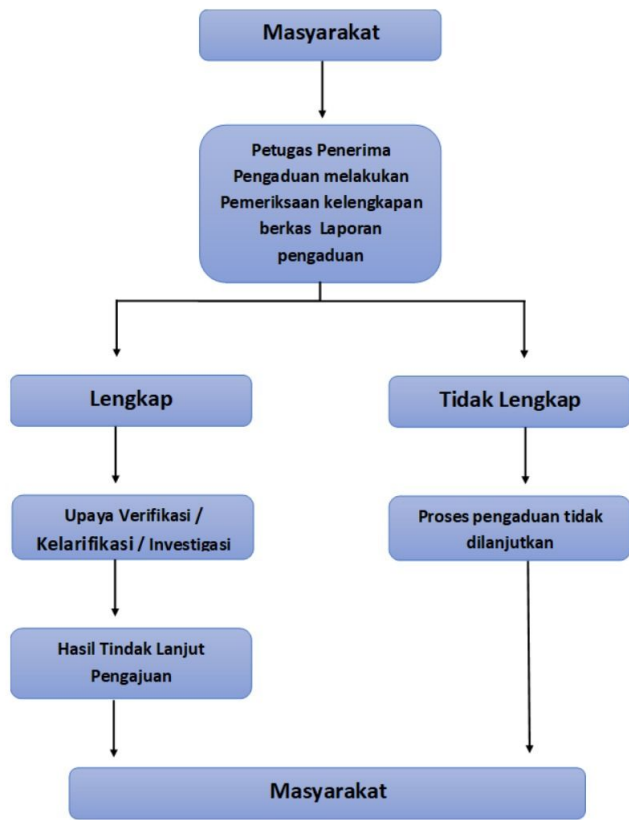 Masyarakat
Petugas Penerima
Pengaduan melakukan
Pemeriksaan kelengkapan
berkas Laporan
pengaduan
Lengkap
Tidak Lengkap
Upaya Verifikasi /
Kelarifikasi / Investigasi
Proses pengaduan tidak
dilanjutkan
Hasil Tindak Lanjut
Pengajuan
Masyarakat